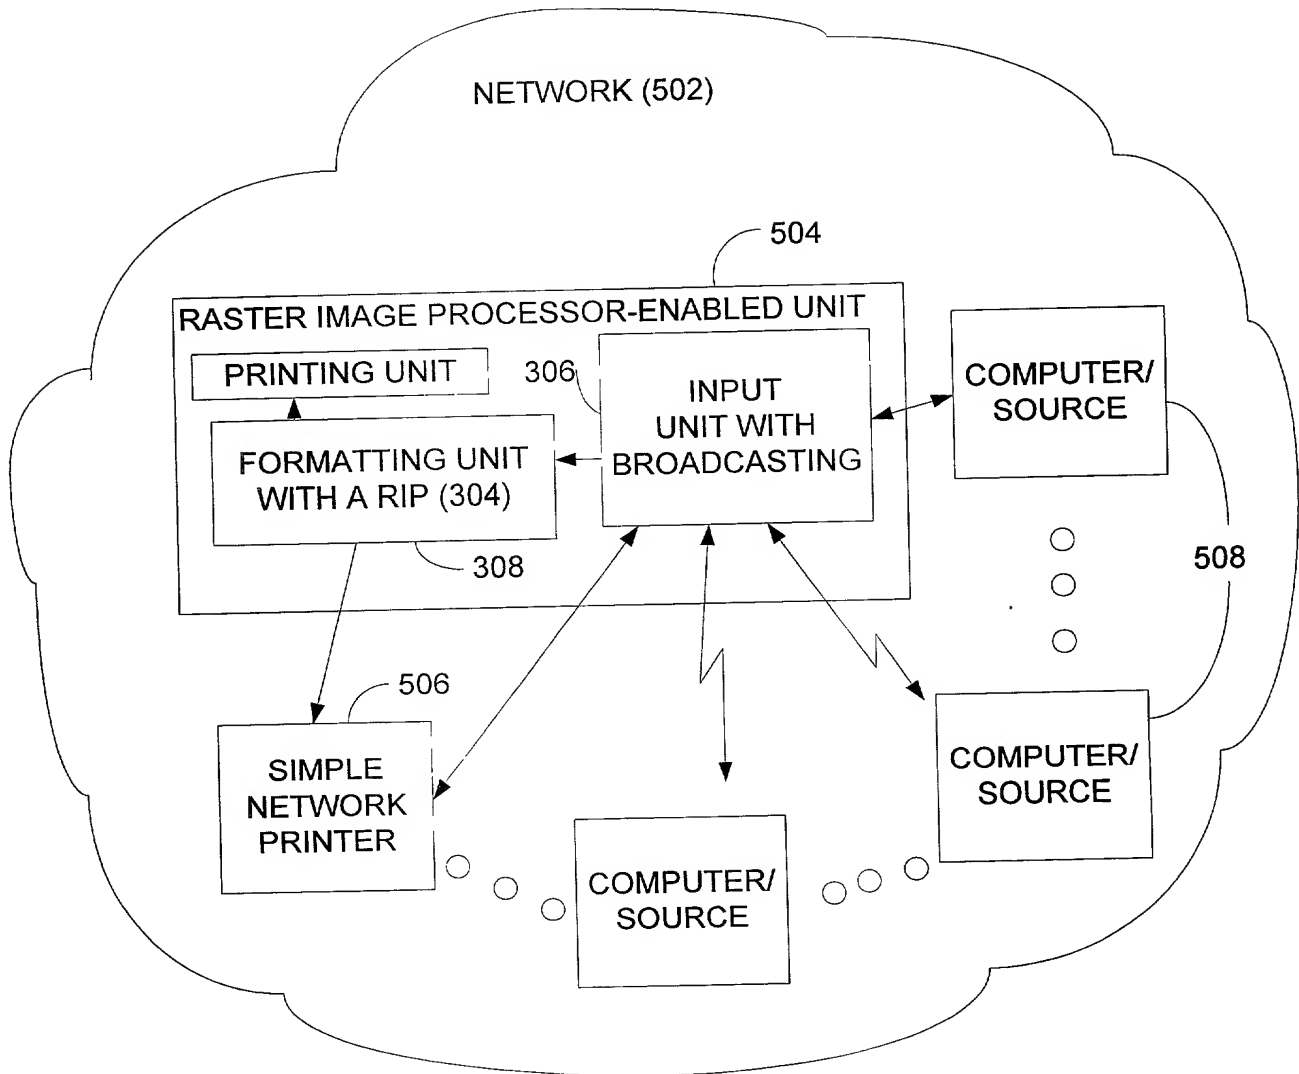 NETWORK (502)
504
RASTER IMAGE PROCESSOR-ENABLED UNIT
PRINTING UNIT
306
INPUT
UNIT WITH
BROADCASTING
COMPUTER/
SOURCE
FORMATTING UNIT
WITH A RIP (304)
308
508
506
SIMPLE
NETWORK
PRINTER
COMPUTER/
SOURCE
COMPUTER/
SOURCE